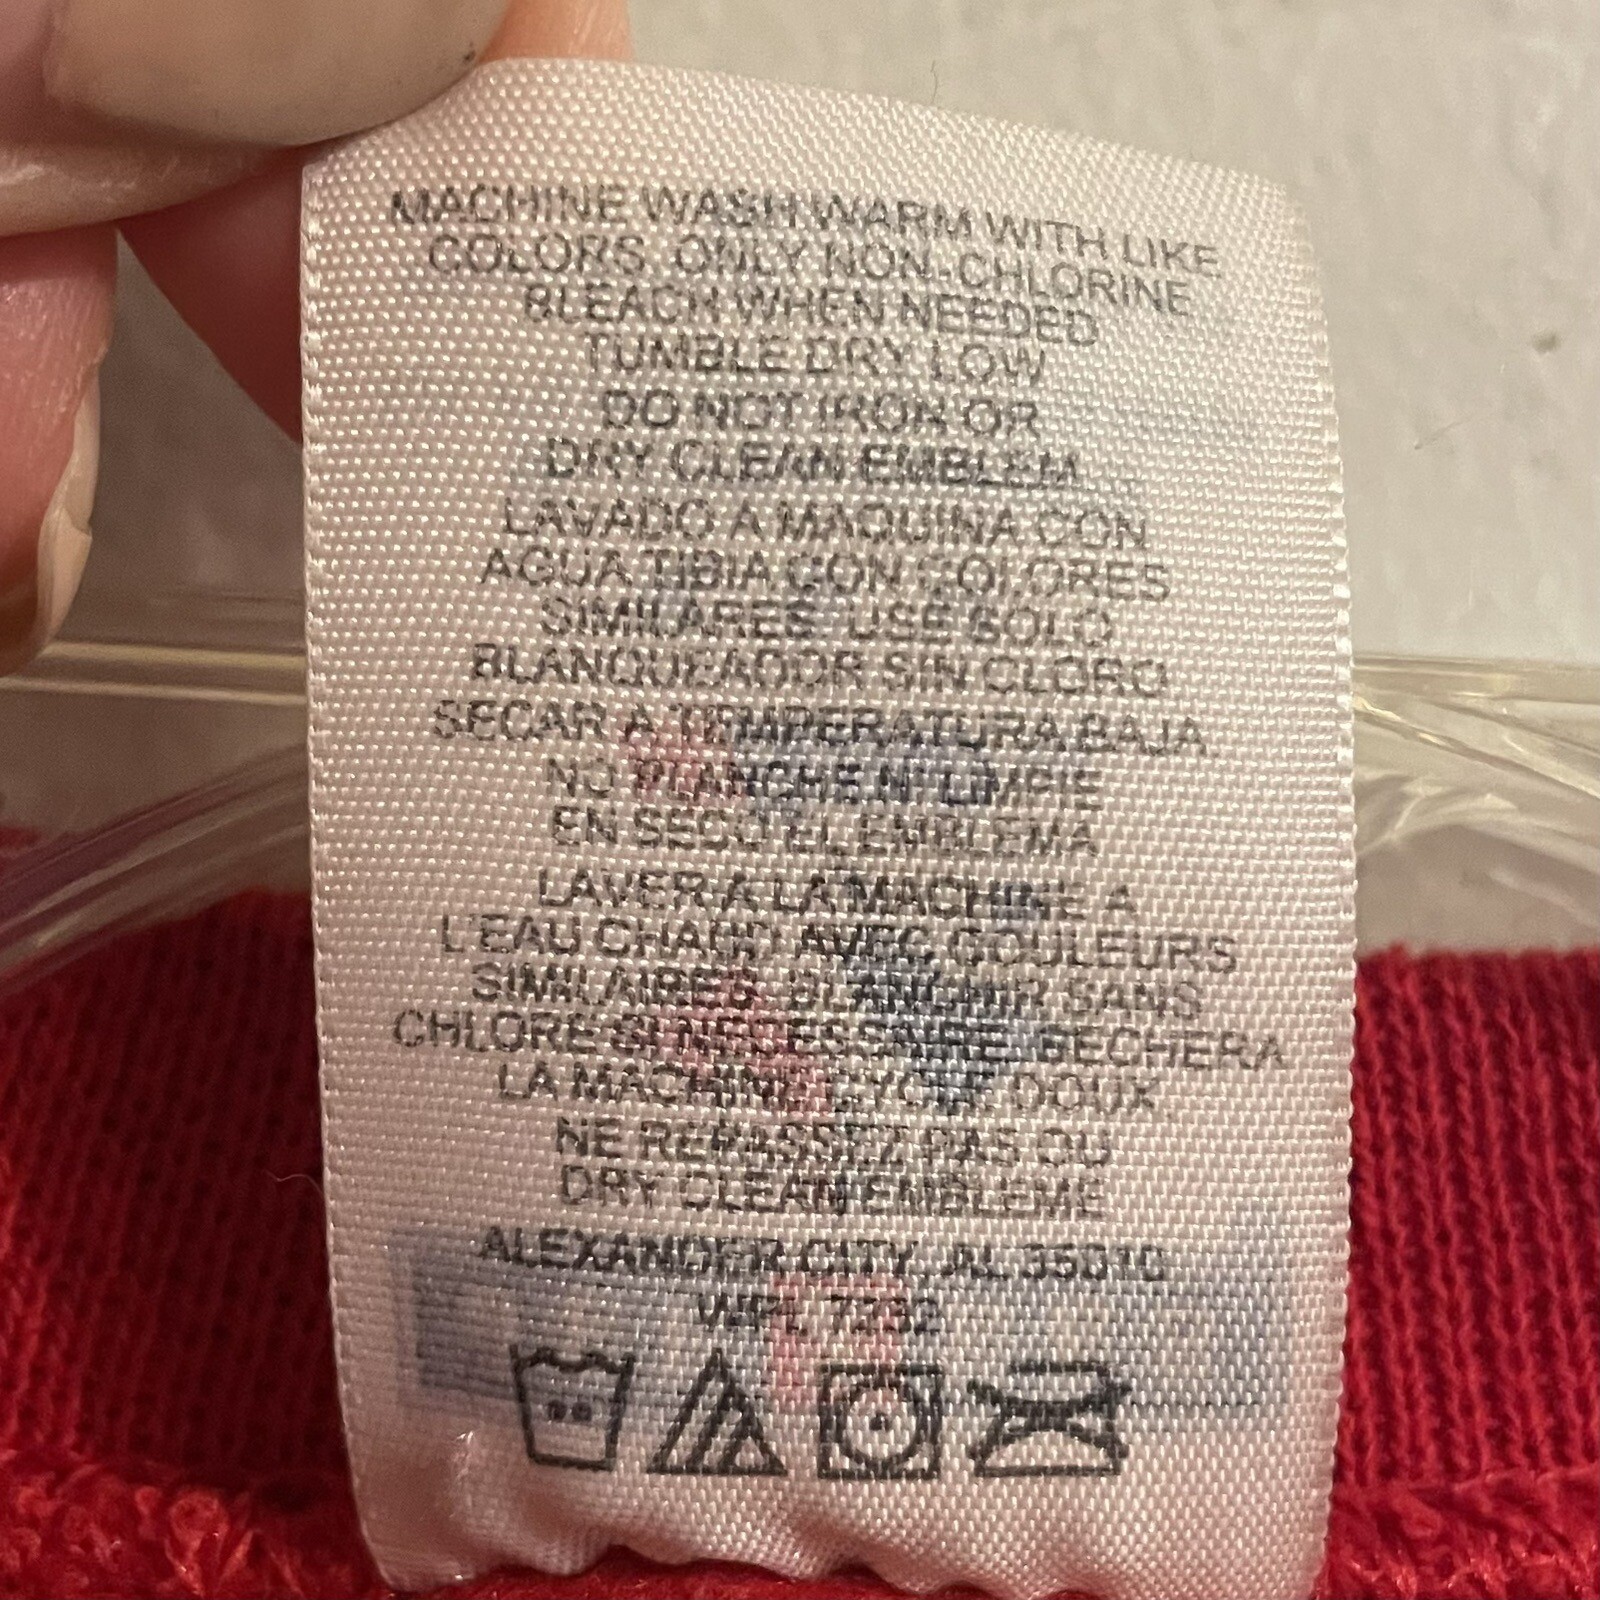 MACHINE WASH WARM WITH LIKE
COLORS. ONLY NON-CHLORINE
BLEACH WHEN NEEDED
TUMBLE DRY LOW
DO NOT IRON OR
DRY CLEAN EMBLEM
LAVADO A MAQUINA CON
AGUA TIBIA CON COLORES
SIMILARES USE SOLO
BLANQUEADOR SIN CLORO
SECAR A TEMPERATURA BAJA
NO PLANCHE NI LIMPIE
EN SECO EL EMBLEMA
LAVER A LA MACHINE A
L'EAU CHAUD AVEC COULEURS
SIMILAIRES. BLANCHIR SANS
CHLORE SI NECESSAIRE. SECHER A
LA MACHINE CYCLE DOUX.
NE REPASSEZ PAS OU
DRY CLEAN EMBLEME
ALEXANDER CITY, AL 35010
WPL 7252